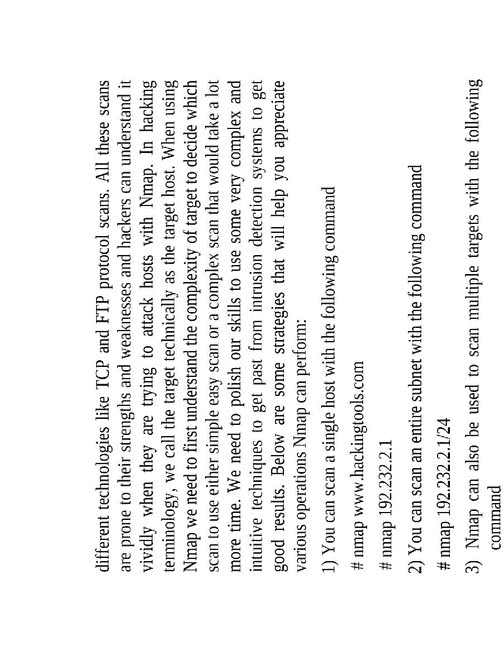 different technologies like TCP and FTP protocol scans. All these scans
are prone to their strengths and weaknesses and hackers can understand it
vividly when they are trying to attack hosts with Nmap. In hacking
terminology, we call the target technically as the target host. When using
Nmap we need to first understand the complexity of target to decide which
scan to use either simple easy scan or a complex scan that would take a lot
more time. We need to polish our skills to use some very complex and
intuitive techniques to get past from intrusion detection systems to get
good results. Below are some strategies that will help you appreciate
various operations Nmap can perform:
1) You can scan a single host with the following command
# nmap www.hackingtools.com
# nmap 192.232.2.1
2) You can scan an entire subnet with the following command
# nmap 192.232.2.1/24
3) Nmap can also be used to scan multiple targets with the following
command